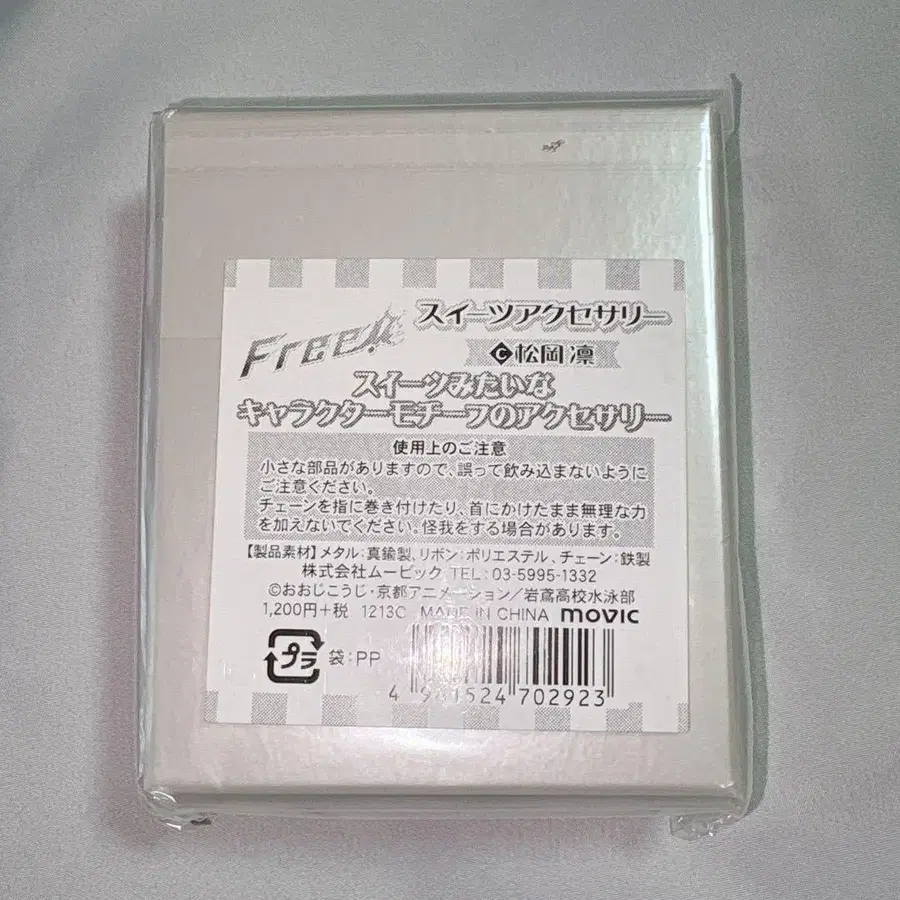 Free!
スイーツアクセサリー
C 松岡 凛
スイーツみたいな
キャラクターモチーフのアクセサリー
使用上のご注意
小さな部品がありますので、誤って飲み込まないように
ご注意ください。
チェーンを指に巻き付けたり、首にかけたまま無理な力
を加えないでください。怪我をする場合があります。
【製品素材】メタル:真鍮製、リボン:ポリエステル、チェーン:鉄製
株式会社ムービック TEL:03-5995-1332
©おおじこうじ・京都アニメーション/岩鳶高校水泳部
1,200円+税 1213C MADE IN CHINA movic
プラ 袋:PP
4 941524 702923